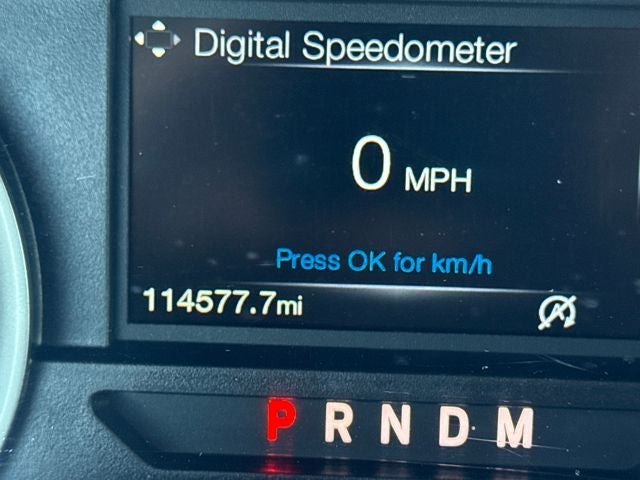 Digital Speedometer
0 MPH
Press OK for km/h
114577.7mi
P R N D M